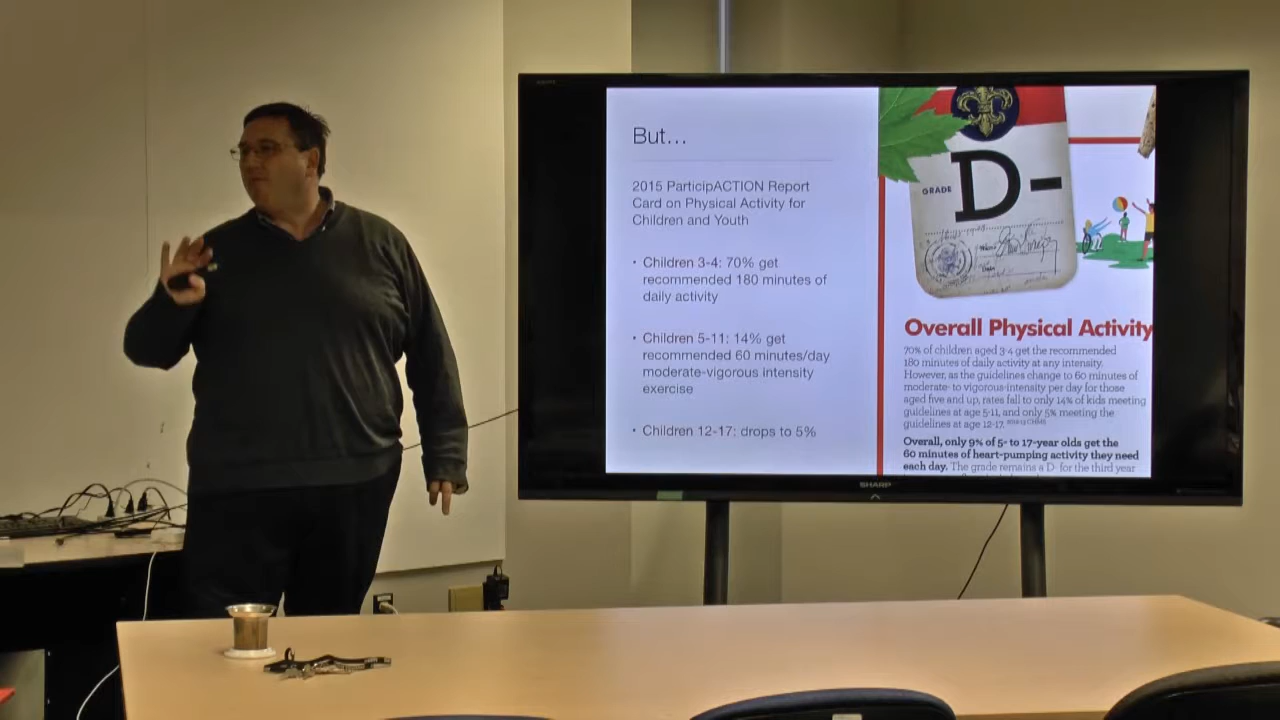 But...
2015 ParticipACTION Report
Card on Physical Activity for
Children and Youth
• Children 3-4: 70% get
recommended 180 minutes of
daily activity
• Children 5-11: 14% get
recommended 60 minutes/day
moderate-vigorous intensity
exercise
• Children 12-17: drops to 5%
GRADE D-
Overall Physical Activity
70% of children aged 3-4 get the recommended
180 minutes of daily activity at any intensity.
However, as the guidelines change to 60 minutes of
moderate- to vigorous-intensity per day for those
aged five and up, rates fall to only 14% of kids meeting
guidelines at age 5-11, and only 5% meeting the
guidelines at age 12-17.
Overall, only 9% of 5- to 17-year olds get the
60 minutes of heart-pumping activity they need
each day. The grade remains a D- for the third year
SHARP